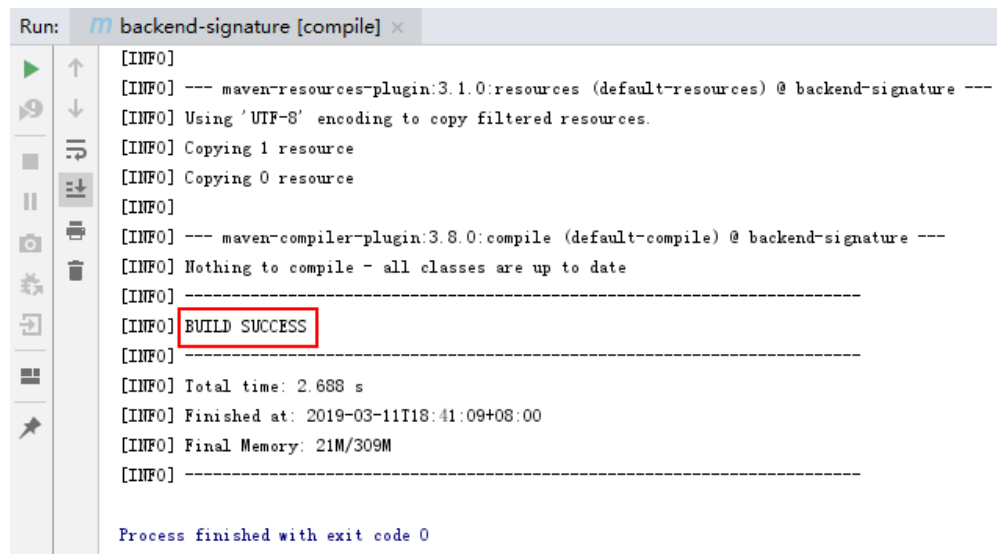 Run: m backend-signature [compile] ×
[INFO]
[INFO] --- maven-resources-plugin:3.1.0:resources (default-resources) @ backend-signature ---
[INFO] Using 'UTF-8' encoding to copy filtered resources.
[INFO] Copying 1 resource
[INFO] Copying 0 resource
[INFO]
[INFO] --- maven-compiler-plugin:3.8.0:compile (default-compile) @ backend-signature ---
[INFO] Nothing to compile - all classes are up to date
[INFO] ------------------------------------------------------------------------
[INFO] BUILD SUCCESS
[INFO] ------------------------------------------------------------------------
[INFO] Total time: 2.688 s
[INFO] Finished at: 2019-03-11T18:41:09+08:00
[INFO] Final Memory: 21M/309M
[INFO] ------------------------------------------------------------------------
Process finished with exit code 0